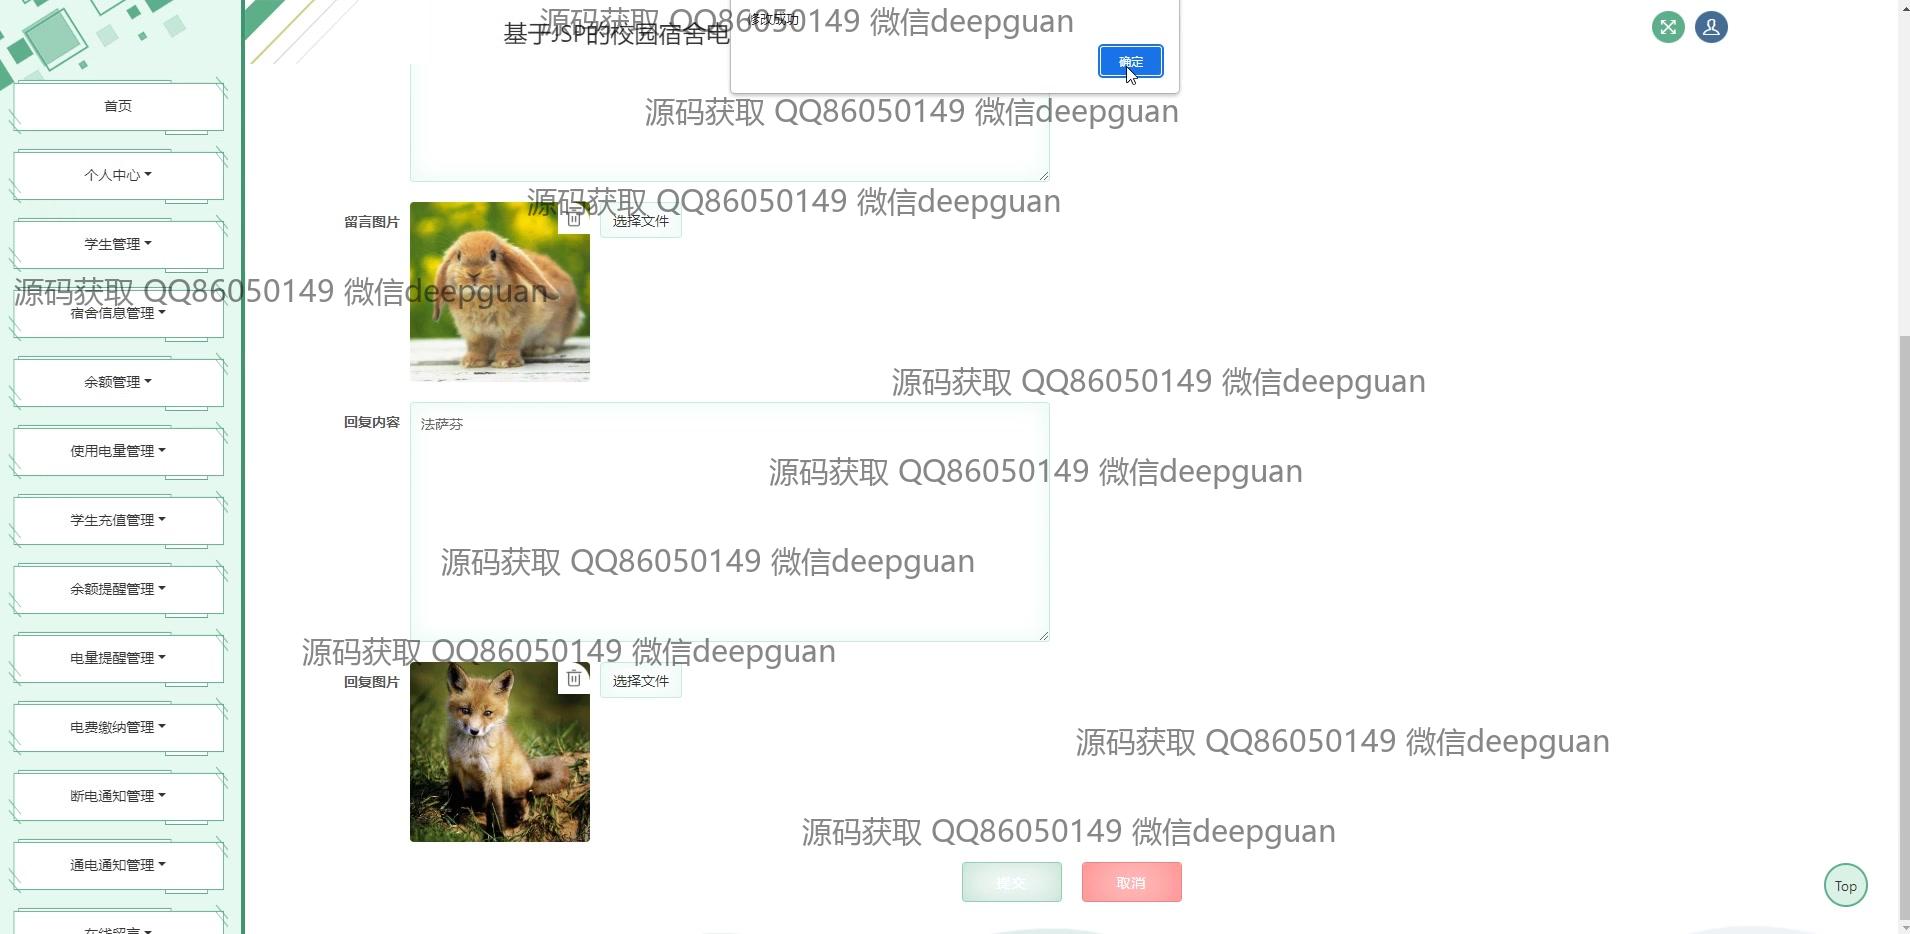 源码获取 QQ86050149 微信deepguan
修改成功
基于JSP的校园宿舍电
确定
首页
源码获取 QQ86050149 微信deepguan
个人中心
源码获取 QQ86050149 微信deepguan
留言图片
选择文件
学生管理
源码获取 QQ86050149 微信deepguan
宿舍信息管理
余额管理
源码获取 QQ86050149 微信deepguan
回复内容
法萨芬
使用电量管理
源码获取 QQ86050149 微信deepguan
学生充值管理
源码获取 QQ86050149 微信deepguan
余额提醒管理
源码获取 QQ86050149 微信deepguan
电量提醒管理
回复图片
选择文件
电费缴纳管理
源码获取 QQ86050149 微信deepguan
断电通知管理
源码获取 QQ86050149 微信deepguan
通电通知管理
提交
取消
Top
在线留言